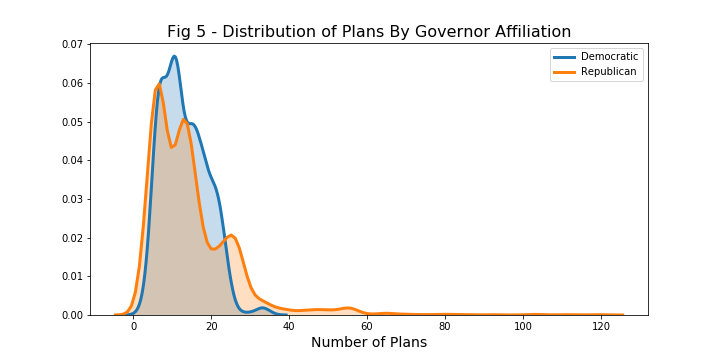 Fig 5 - Distribution of Plans By Governor Affiliation
0.07
0.06
0.05
0.04
0.03
0.02
0.01
0.00
Democratic
Republican
0 20 40 60 80 100 120
Number of Plans